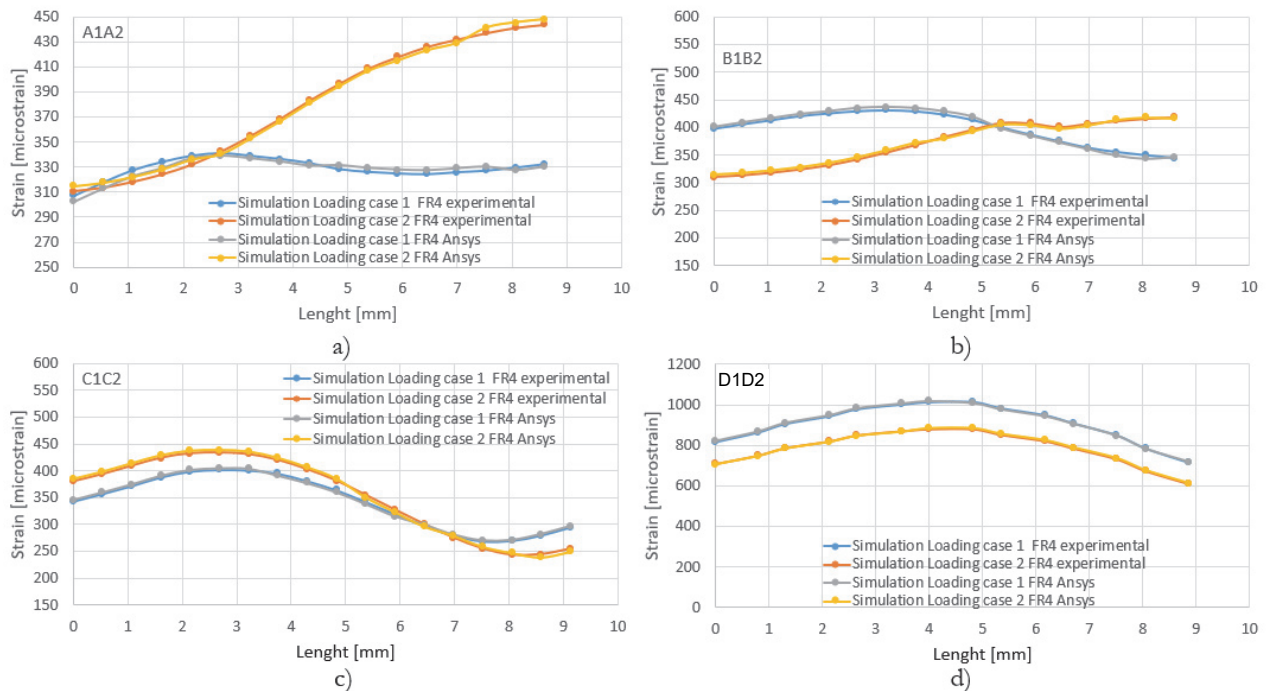 450
430
410
390
370
350
330
310
290
270
250
A1A2
Strain [microstrain]
Simulation Loading case 1 FR4 experimental
Simulation Loading case 2 FR4 experimental
Simulation Loading case 1 FR4 Ansys
Simulation Loading case 2 FR4 Ansys
0 1 2 3 4 5 6 7 8 9 10
Lenght [mm]
a)
600
550
500
450
400
350
300
250
200
150
B1B2
Strain [microstrain]
Simulation Loading case 1 FR4 experimental
Simulation Loading case 2 FR4 experimental
Simulation Loading case 1 FR4 Ansys
Simulation Loading case 2 FR4 Ansys
0 1 2 3 4 5 6 7 8 9 10
Lenght [mm]
b)
600
550
500
450
400
350
300
250
200
150
C1C2
Strain [microstrain]
Simulation Loading case 1 FR4 experimental
Simulation Loading case 2 FR4 experimental
Simulation Loading case 1 FR4 Ansys
Simulation Loading case 2 FR4 Ansys
0 1 2 3 4 5 6 7 8 9 10
Lenght [mm]
c)
1200
1000
800
600
400
200
0
D1D2
Strain [microstrain]
Simulation Loading case 1 FR4 experimental
Simulation Loading case 2 FR4 experimental
Simulation Loading case 1 FR4 Ansys
Simulation Loading case 2 FR4 Ansys
0 1 2 3 4 5 6 7 8 9 10
Lenght [mm]
d)